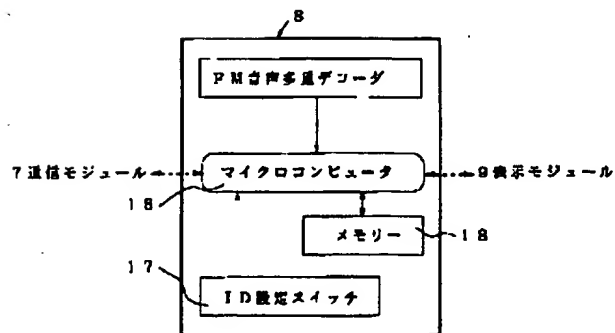 8
FM音声多重デコーダ
7 通信モジュール
マイクロコンピュータ
9 表示モジュール
16
メモリー
18
17
ID設定スイッチ